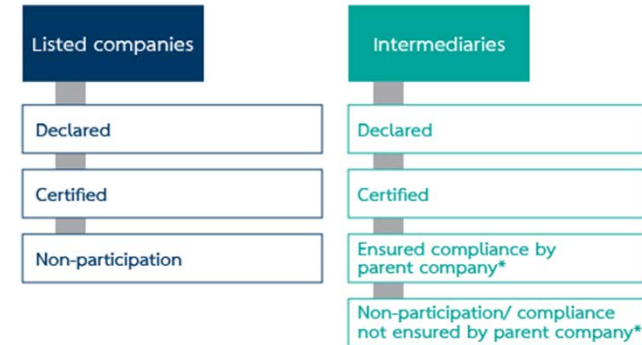 Listed companies
Declared
Certified
Non-participation
Intermediaries
Declared
Certified
Ensured compliance by
parent company*
Non-participation/ compliance
not ensured by parent company*